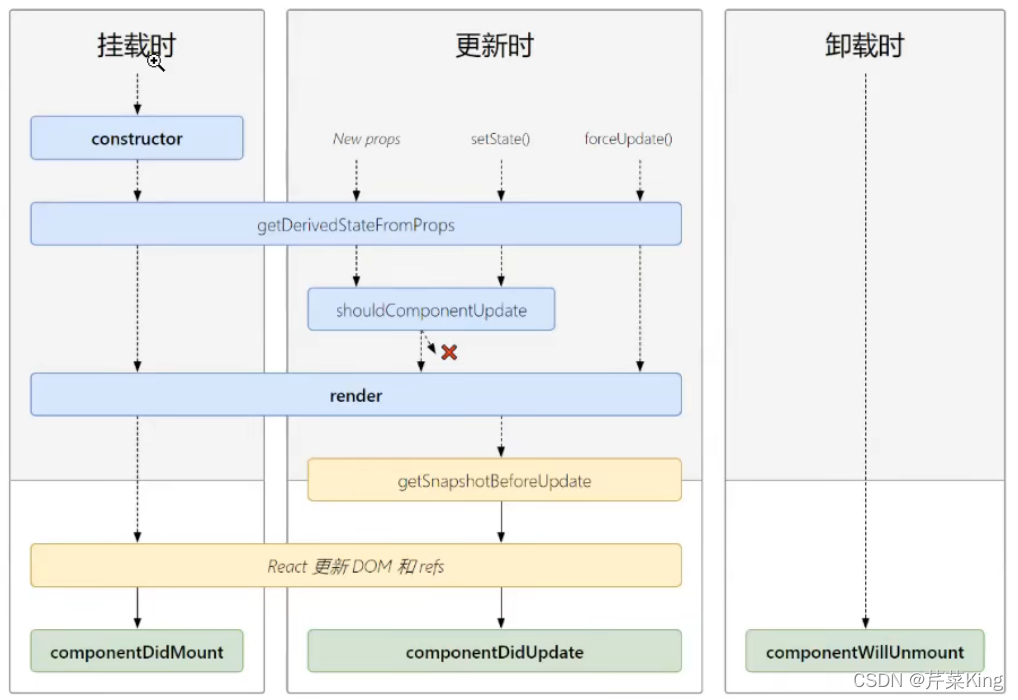 挂载时
更新时
卸载时
constructor
New props
setState()
forceUpdate()
getDerivedStateFromProps
shouldComponentUpdate
render
getSnapshotBeforeUpdate
React 更新 DOM 和 refs
componentDidMount
componentDidUpdate
componentWillUnmount
CSDN @芹菜King